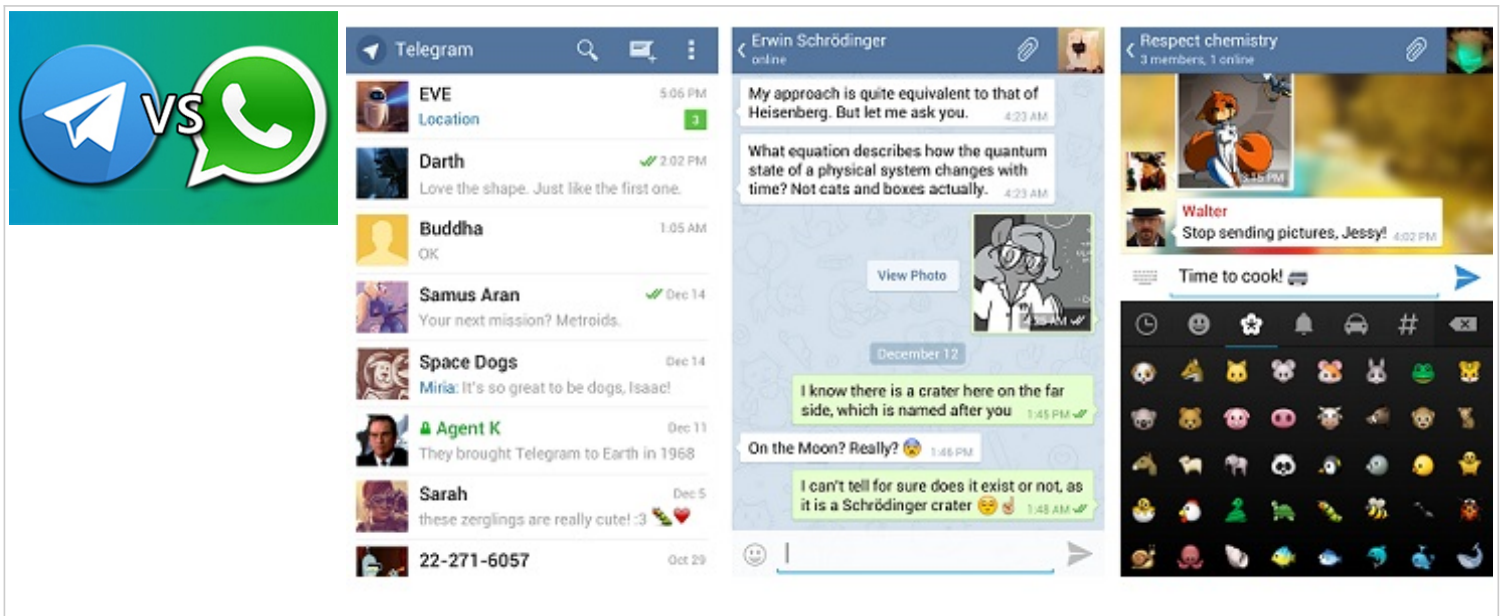 VS
Telegram
EVE
5:06 PM
Location
3
Darth
2:02 PM
Love the shape. Just like the first one.
Buddha
1:05 AM
OK
Samus Aran
Dec 14
Your next mission? Metroids.
Space Dogs
Dec 14
Miria: It's so great to be dogs, Isaac!
Agent K
Dec 11
They brought Telegram to Earth in 1968
Sarah
Dec 5
these zerglings are really cute! :3
22-271-6057
Oct 29
Erwin Schrödinger
online
My approach is quite equivalent to that of
Heisenberg. But let me ask you.
4:23 AM
What equation describes how the quantum
state of a physical system changes with
time? Not cats and boxes actually.
4:23 AM
View Photo
December 12
I know there is a crater here on the far
side, which is named after you
1:45 PM
On the Moon? Really?
1:46 PM
I can't tell for sure does it exist or not, as
it is a Schrödinger crater
1:48 AM
Respect chemistry
3 members, 1 online
3:15 PM
Walter
Stop sending pictures, Jessy!
4:02 PM
Time to cook!
#